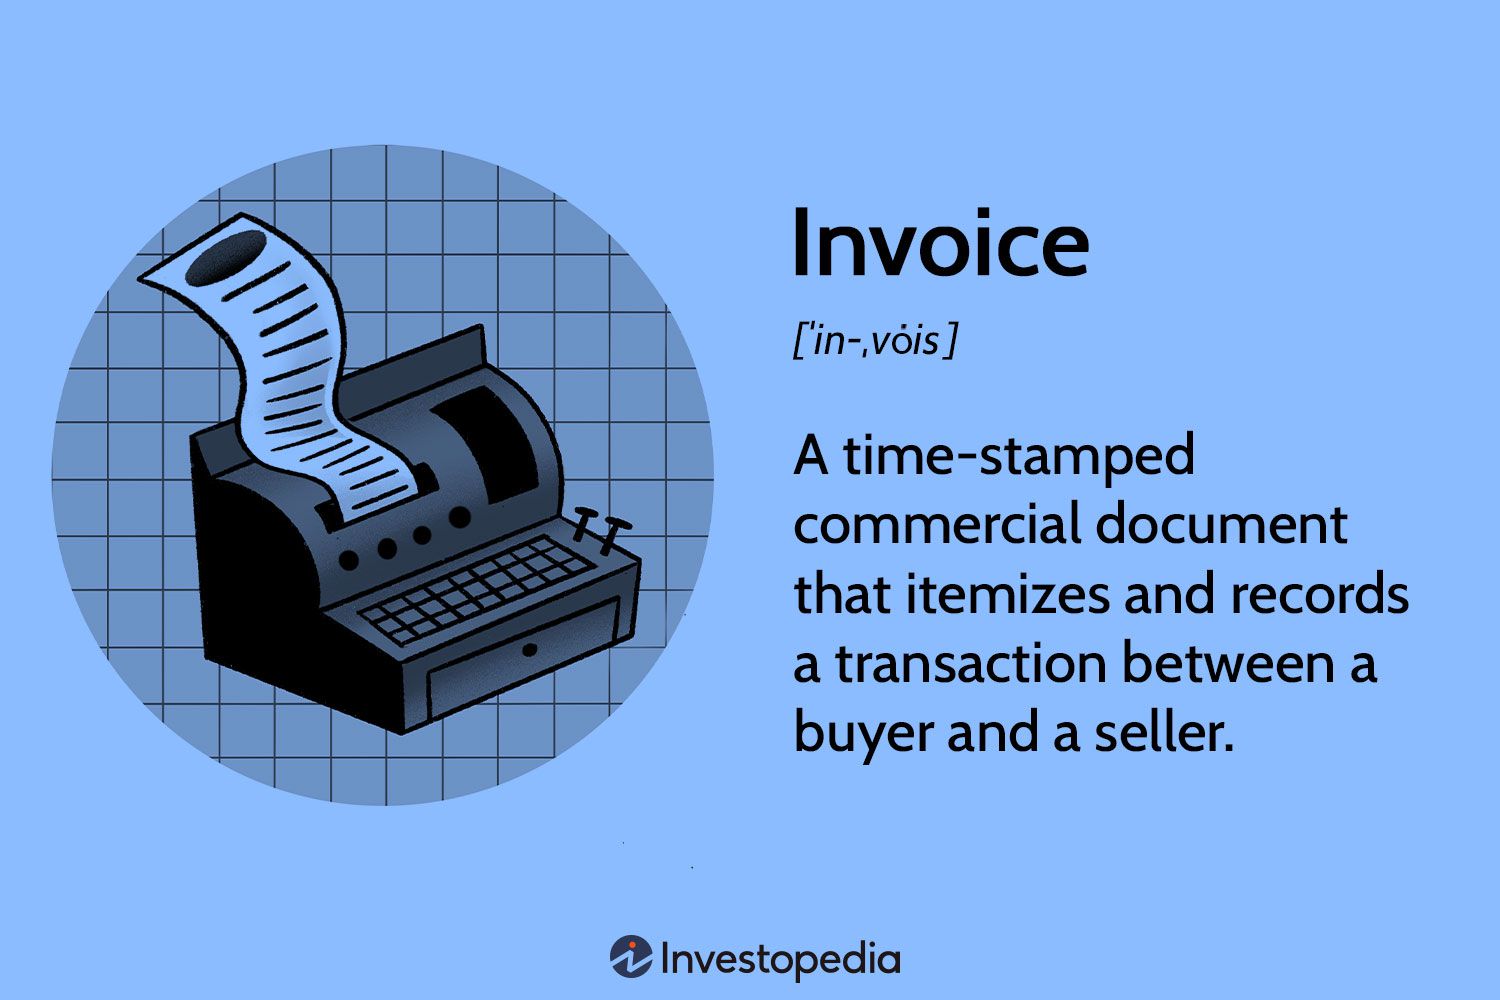 Invoice
[ˈin-ˌvȯis]
A time-stamped
commercial document
that itemizes and records
a transaction between a
buyer and a seller.
Investopedia